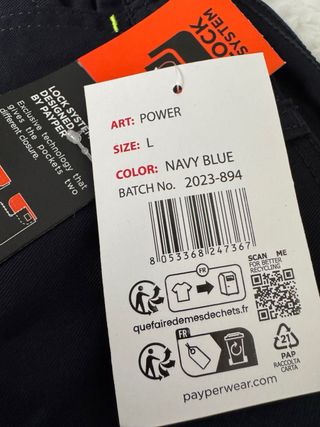 LOCK
SYSTEM
LOCK SYSTEM
DESIGNED
BY PAYPER
Exclusive technology that
gives the pockets two
different closure.
ART: POWER
SIZE: L
COLOR: NAVY BLUE
BATCH No. 2023-894
8 053368 247367
FR
SCAN ME
FOR BETTER
RECYCLING
quefairedemesdechets.fr
FR
21
PAP
RACCOLTA
CARTA
payperwear.com